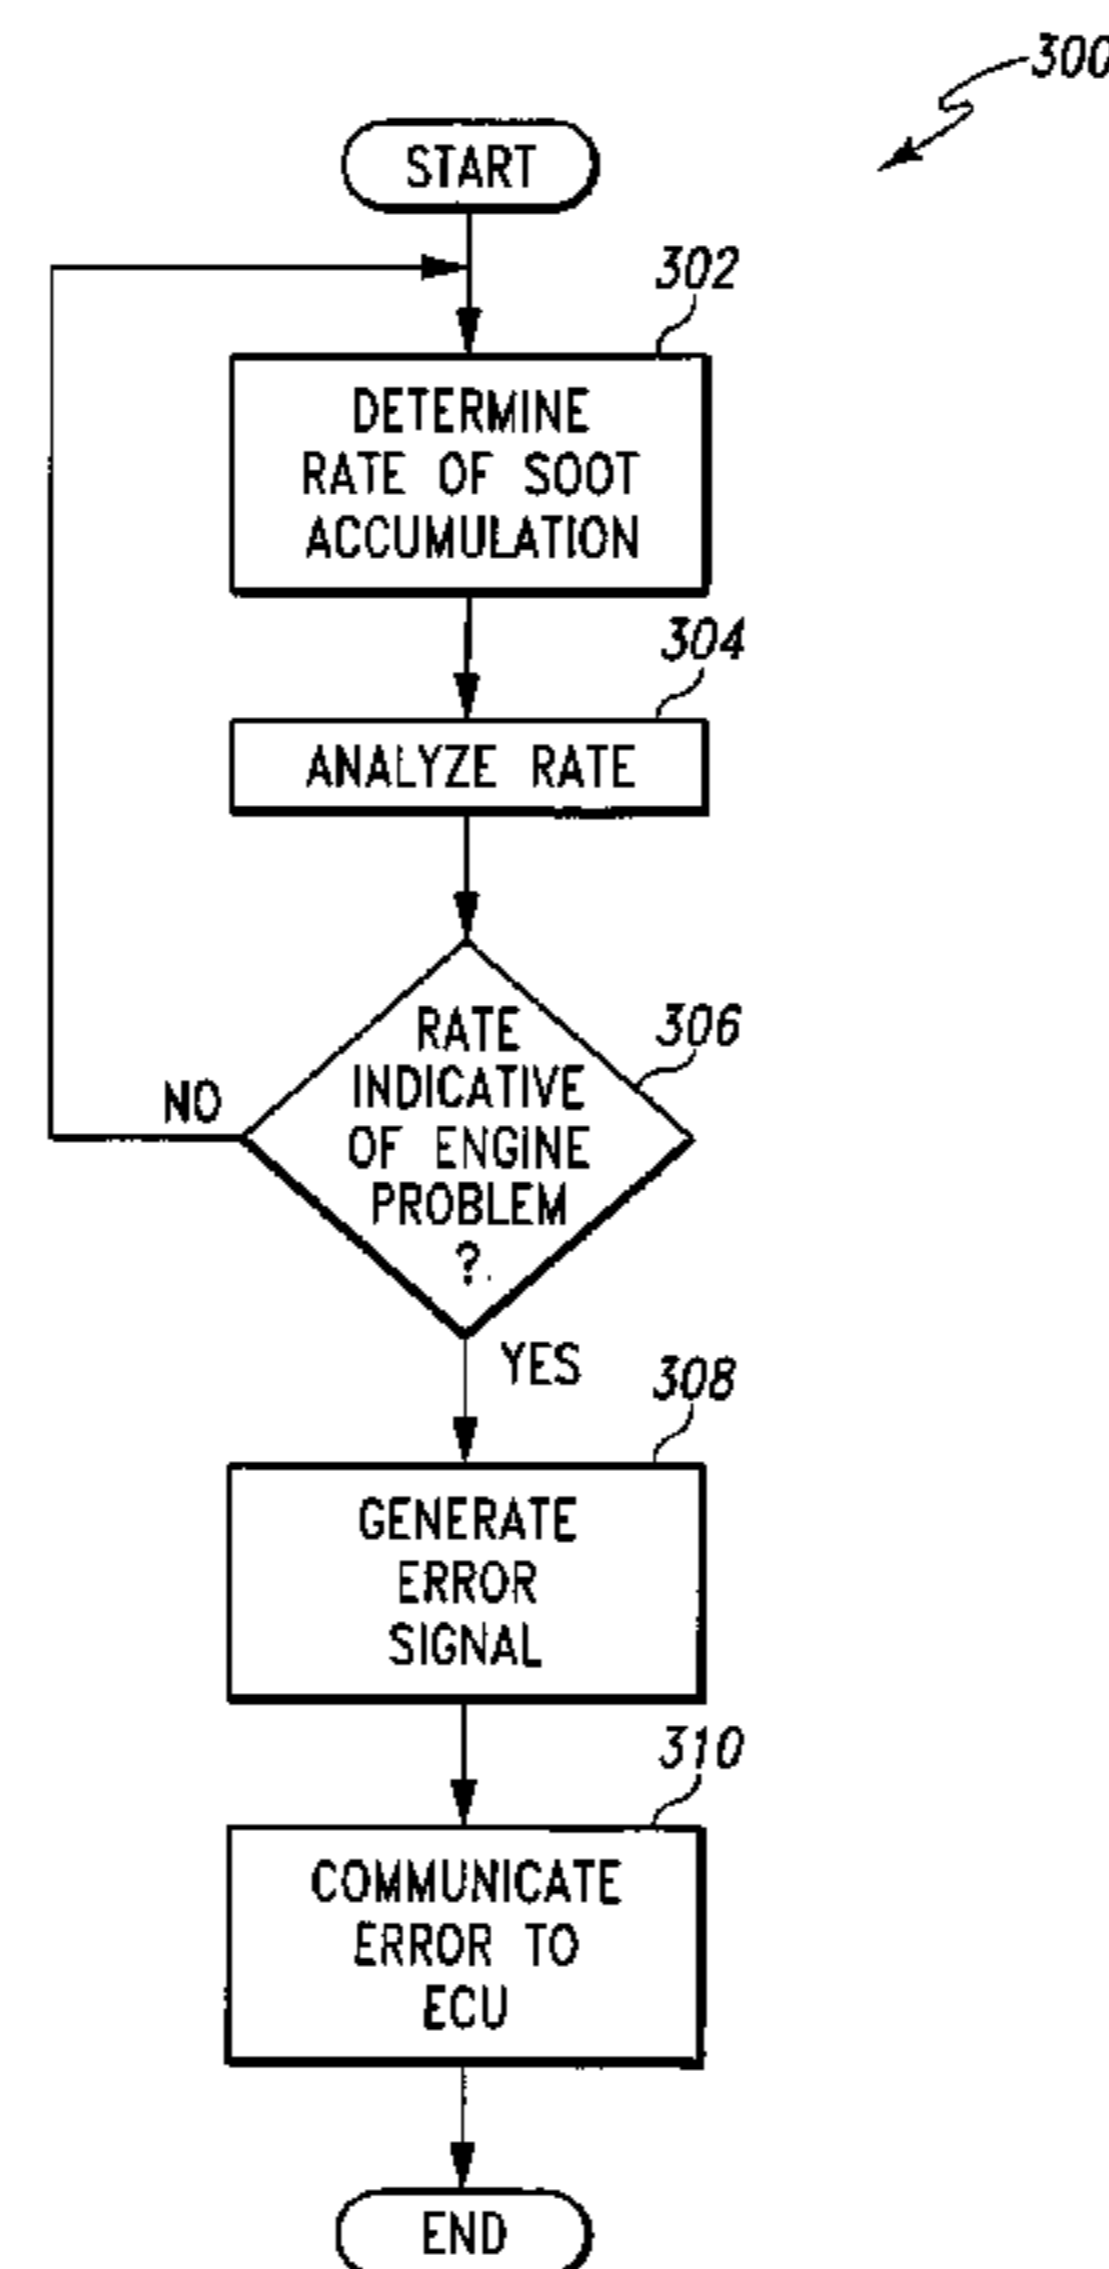 300
START
302
DETERMINE
RATE OF SOOT
ACCUMULATION
304
ANALYZE RATE
306
RATE
INDICATIVE
OF ENGINE
PROBLEM
?
NO
YES
308
GENERATE
ERROR
SIGNAL
310
COMMUNICATE
ERROR TO
ECU
END